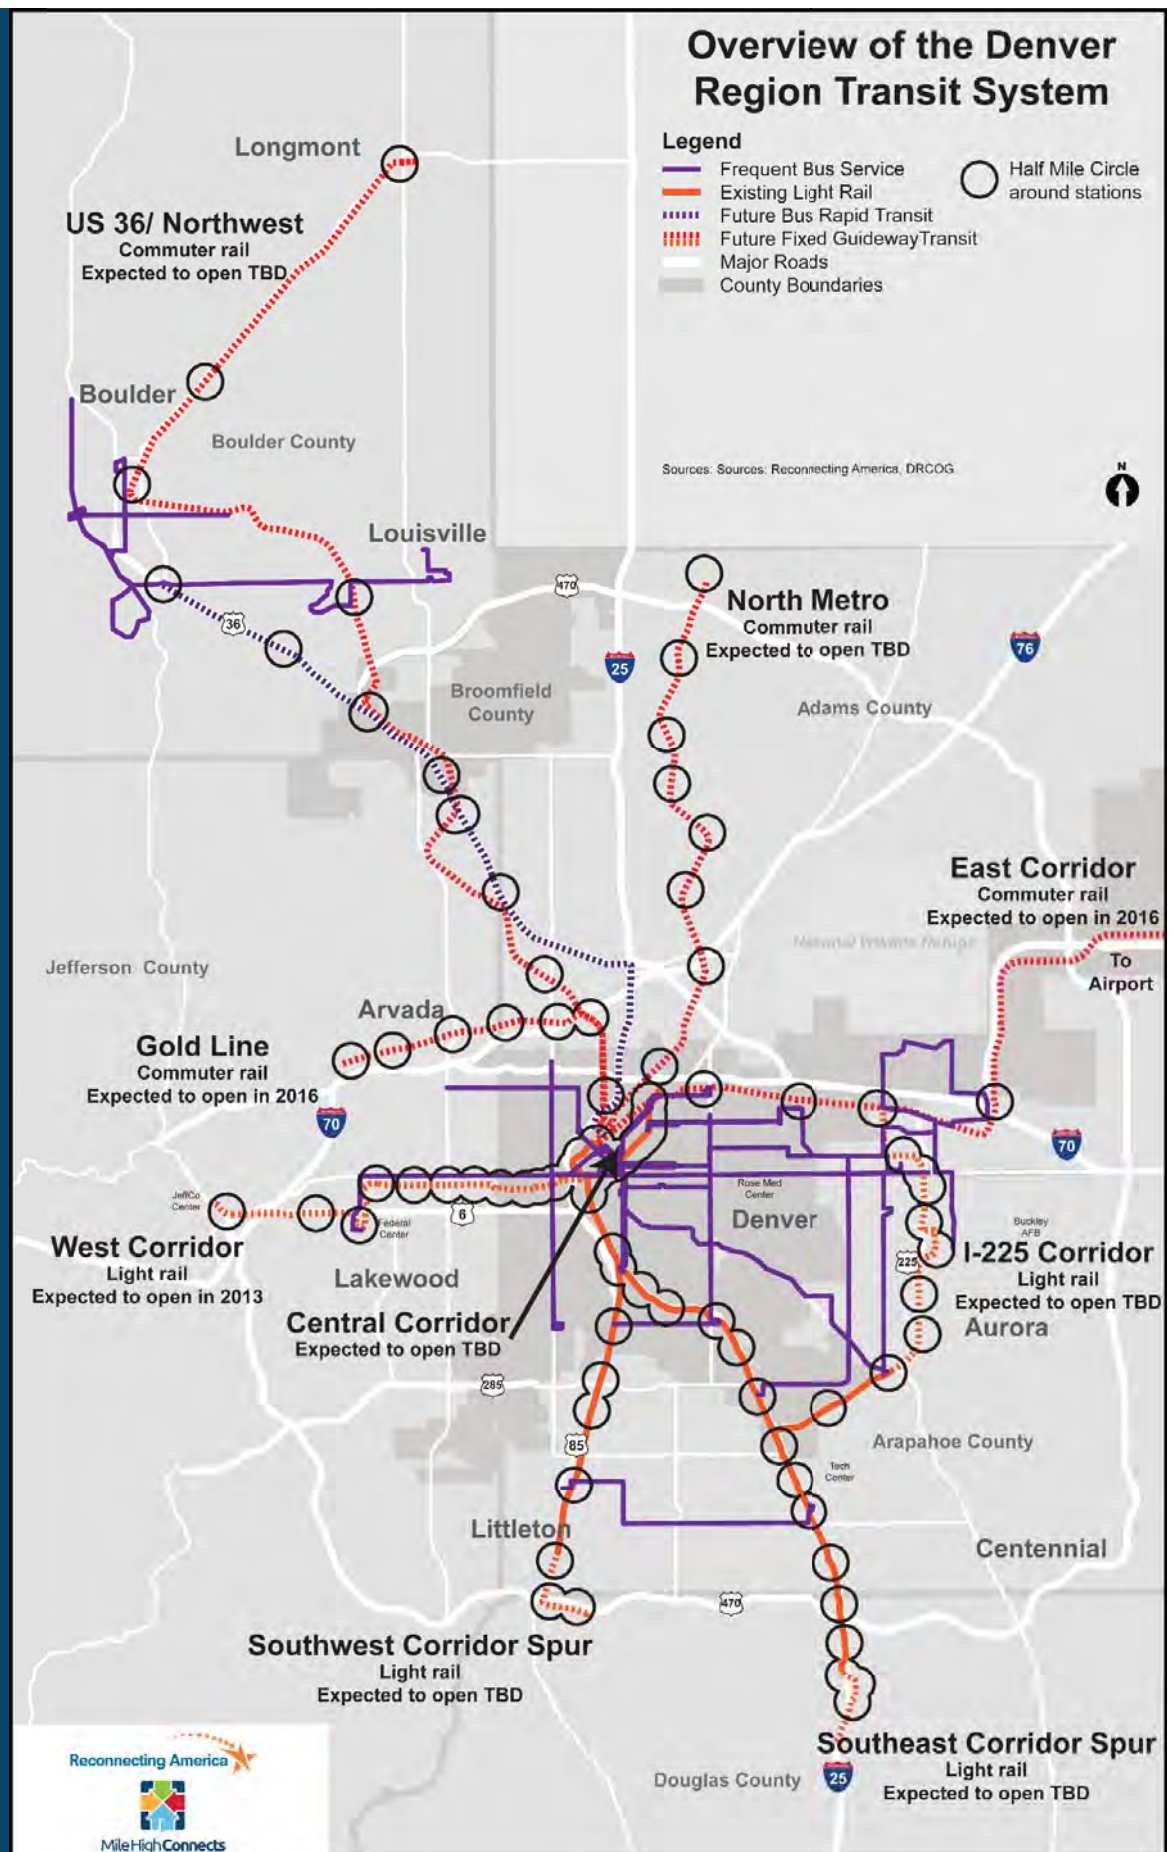 Overview of the Denver
Region Transit System
Legend
Frequent Bus Service
Existing Light Rail
Future Bus Rapid Transit
Future Fixed GuidewayTransit
Major Roads
County Boundaries
Half Mile Circle
around stations
Longmont
US 36/ Northwest
Commuter rail
Expected to open TBD
Boulder
Boulder County
Sources: Sources: Reconnecting America, DRCOG
N
Louisville
470
36
North Metro
Commuter rail
Expected to open TBD
25
76
Broomfield
County
Adams County
East Corridor
Commuter rail
Expected to open in 2016
National Wildlife Refuge
To
Airport
Jefferson County
Arvada
Gold Line
Commuter rail
Expected to open in 2016
70
70
JeffCo
Center
Federal
Center
6
Rose Med
Center
Denver
Buckley
AFB
West Corridor
Light rail
Expected to open in 2013
Lakewood
225
I-225 Corridor
Light rail
Expected to open TBD
Aurora
Central Corridor
Expected to open TBD
285
85
Arapahoe County
Tech
Center
Littleton
Centennial
470
Southwest Corridor Spur
Light rail
Expected to open TBD
Southeast Corridor Spur
Light rail
Expected to open TBD
Douglas County
25
Reconnecting America
MileHighConnects